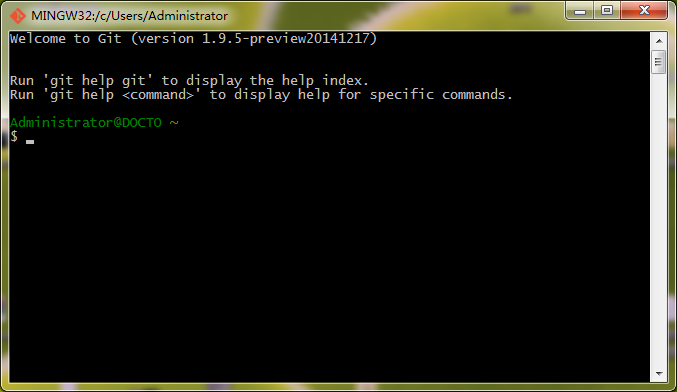 MINGW32:/c/Users/Administrator
Welcome to Git (version 1.9.5-preview20141217)
Run 'git help git' to display the help index.
Run 'git help <command>' to display help for specific commands.
Administrator@DOCTO ~
$